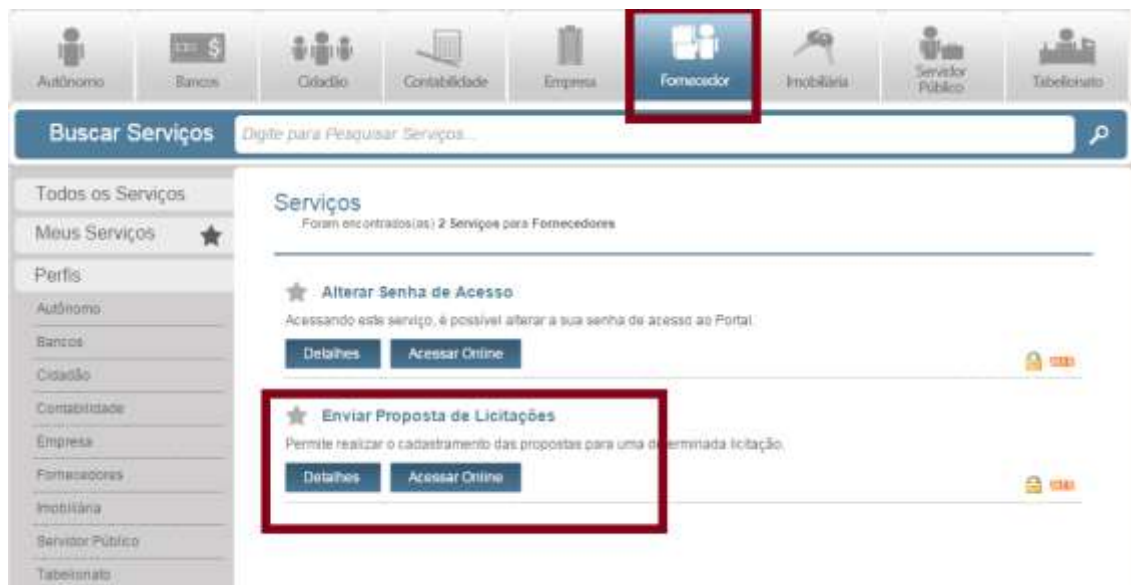 Autônomo
Bancos
Cidadão
Contabilidade
Empresa
Fornecedor
Imobiliária
Servidor
Público
Tabelionato
Buscar Serviços
Digite para Pesquisar Serviços...
Todos os Serviços
Meus Serviços
Perfis
Autônomo
Bancos
Cidadão
Contabilidade
Empresa
Fornecedores
Imobiliária
Servidor Público
Tabelionato
Serviços
Foram encontrados(as) 2 Serviços para Fornecedores
Alterar Senha de Acesso
Acessando este serviço, é possível alterar a sua senha de acesso ao Portal.
Detalhes
Acessar Online
Enviar Proposta de Licitações
Permite realizar o cadastramento das propostas para uma determinada licitação.
Detalhes
Acessar Online